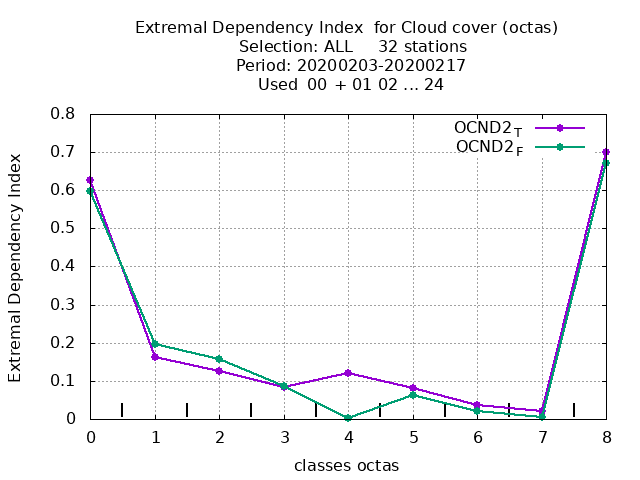 Extremal Dependency Index  for Cloud cover (octas)
Selection: ALL     32 stations
Period: 20200203-20200217
Used  00  + 01 02 ... 24
OCND2T
OCND2F
Extremal Dependency Index
0.8
0.7
0.6
0.5
0.4
0.3
0.2
0.1
0
0 1 2 3 4 5 6 7 8
classes octas